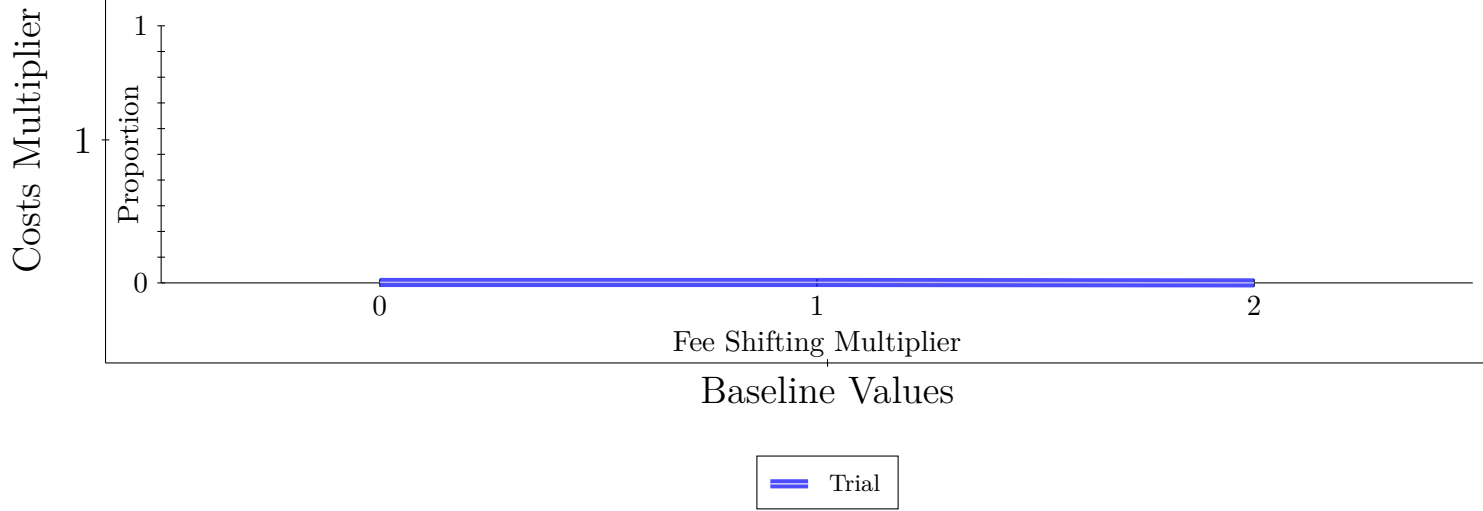 Costs Multiplier
1
Proportion
1
0
0 1 2
Fee Shifting Multiplier
Baseline Values
Trial